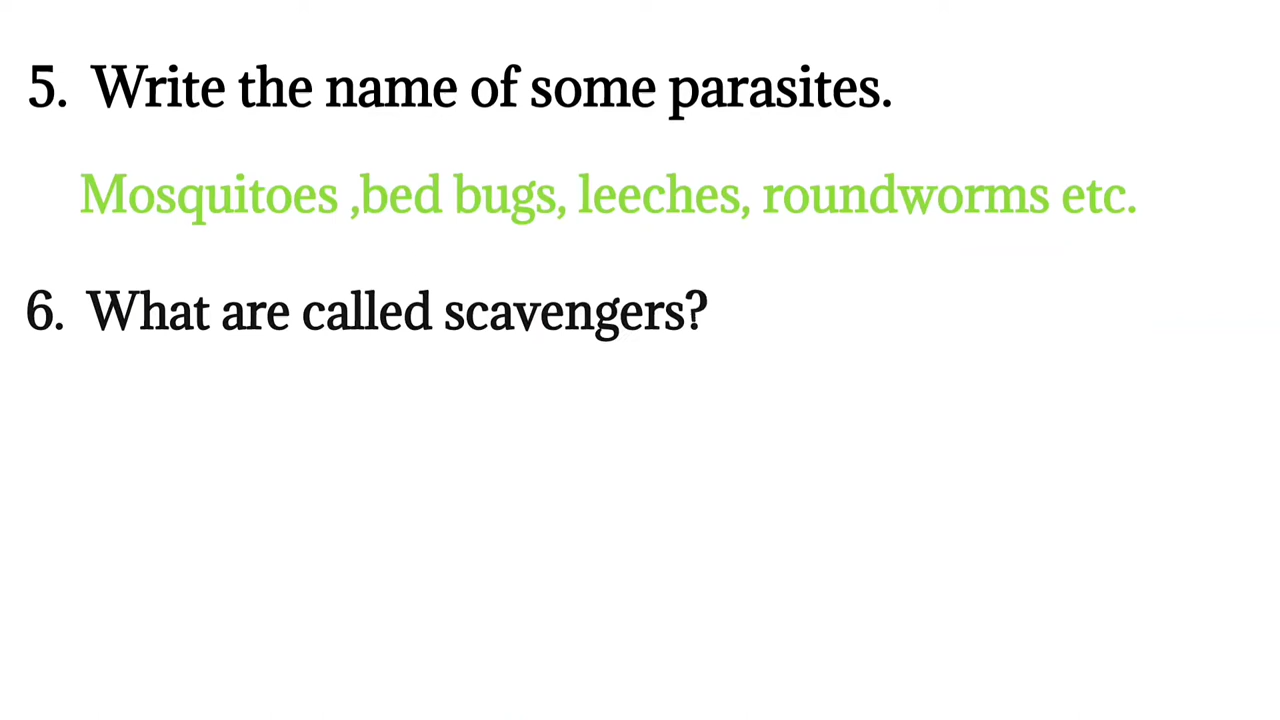 5. Write the name of some parasites.
Mosquitoes ,bed bugs, leeches, roundworms etc.
6. What are called scavengers?